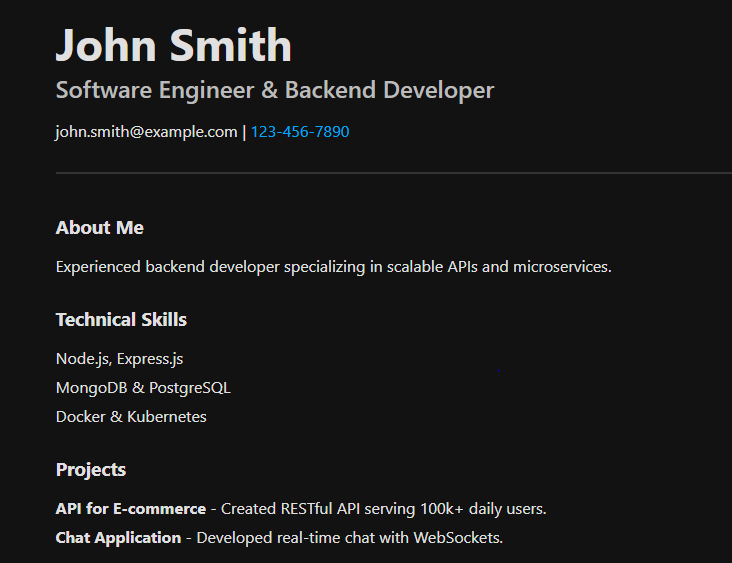 John Smith
Software Engineer & Backend Developer
john.smith@example.com | 123-456-7890
About Me
Experienced backend developer specializing in scalable APIs and microservices.
Technical Skills
Node.js, Express.js
MongoDB & PostgreSQL
Docker & Kubernetes
Projects
API for E-commerce - Created RESTful API serving 100k+ daily users.
Chat Application - Developed real-time chat with WebSockets.